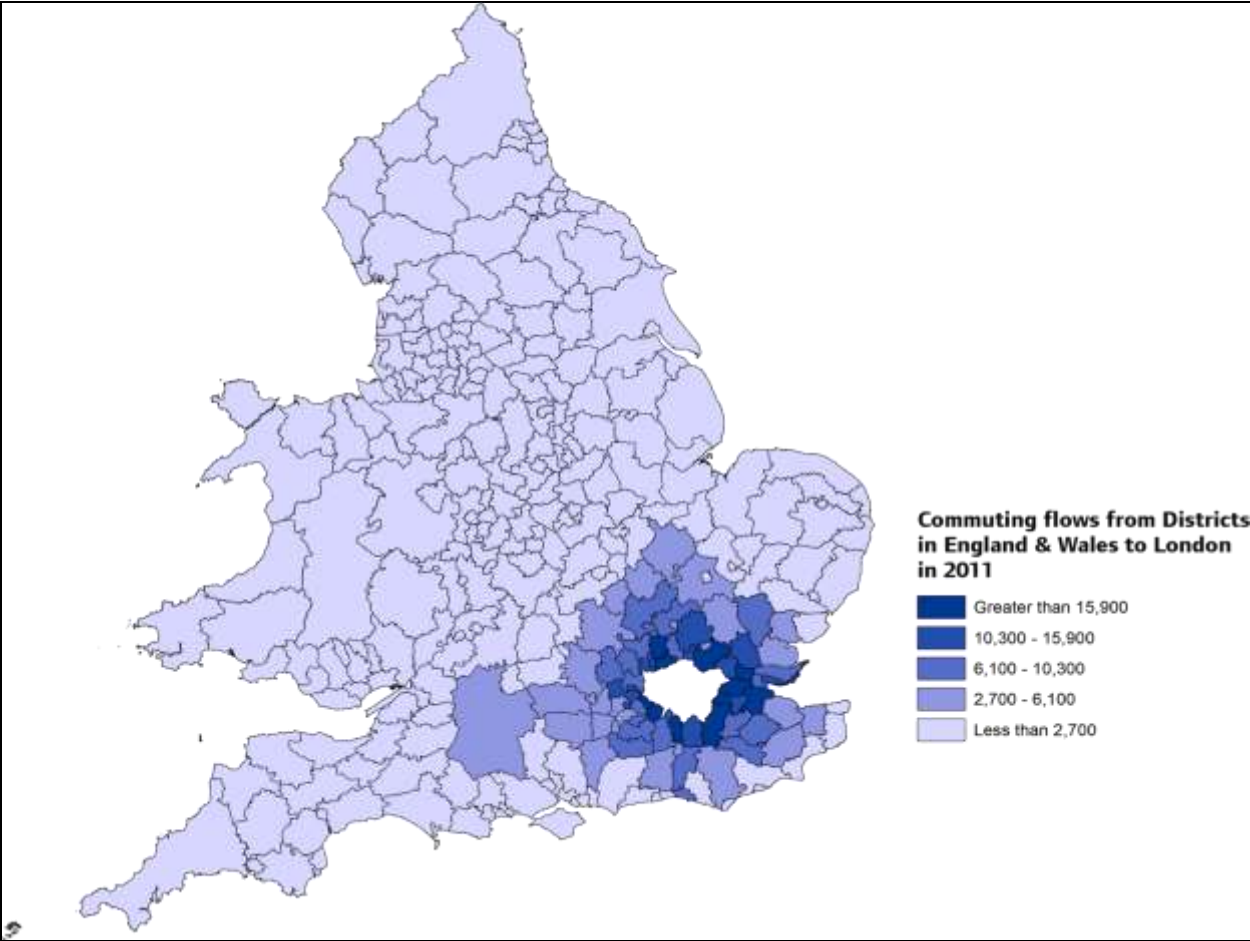 Commuting flows from Districts
in England & Wales to London
in 2011
Greater than 15,900
10,300 - 15,900
6,100 - 10,300
2,700 - 6,100
Less than 2,700